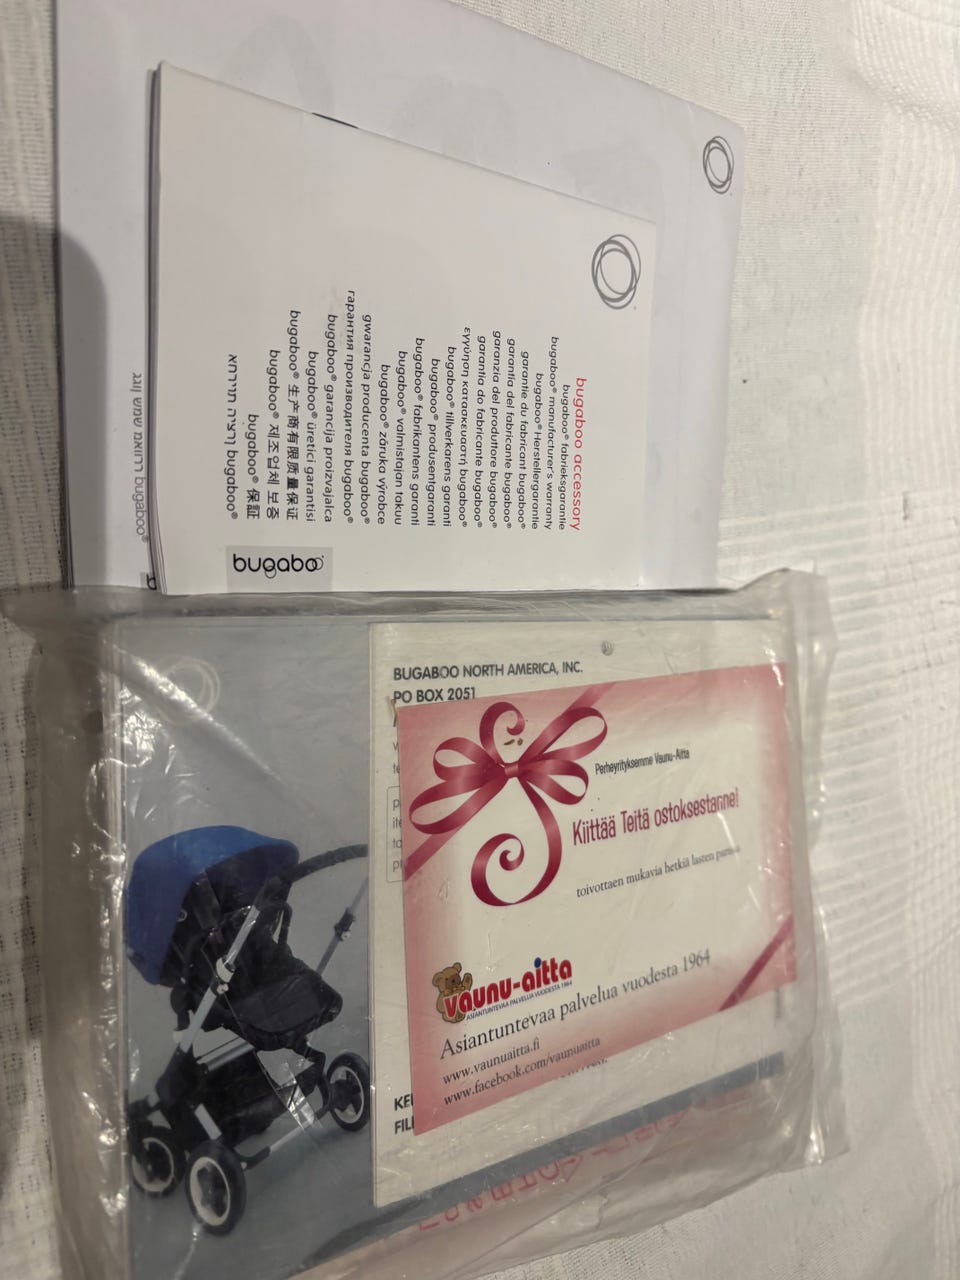 bugaboo accessory
bugaboo® fabrieksgarantie
bugaboo® manufacturer's warranty
bugaboo® Herstellergarantie
garantie du fabricant bugaboo®
garantía del fabricante bugaboo®
garanzia del produttore bugaboo®
garantia do fabricante bugaboo®
εγγύηση κατασκευαστή bugaboo®
bugaboo® tillverkarens garanti
bugaboo® produsentgaranti
bugaboo® fabrikantens garanti
bugaboo® valmistajan takuu
bugaboo® záruka výrobce
gwarancja producenta bugaboo®
гарантия производителя bugaboo®
bugaboo® garancija proizvajalca
bugaboo® üretici garantisi
bugaboo® 生产商有限质量保证
bugaboo® 제조업체 보증
bugaboo® 保証
אחריות היצרן bugaboo®
bugaboo
גגון שמש מאוורר bugaboo®
b
BUGABOO NORTH AMERICA, INC.
PO BOX 2051
Perheyrityksemme Vaunu-Aitta
Kiittää Teitä ostoksestanne!
toivottaen mukavia hetkiä lasten parissa
vaunu-aitta
ASIANTUNTEVAA PALVELUA VUODESTA 1964
Asiantuntevaa palvelua vuodesta 1964
www.vaunuaitta.fi
www.facebook.com/vaunuaitta